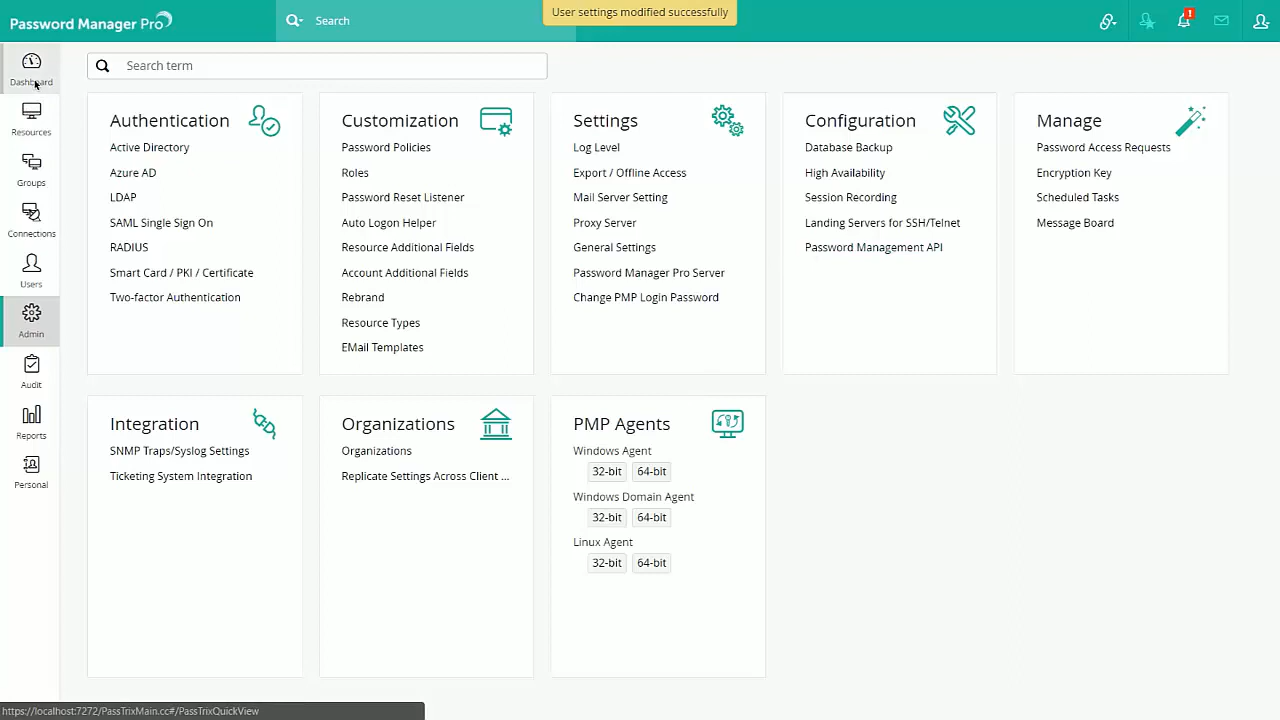 Password Manager Pro
Search
User settings modified successfully
1
Dashboard
Resources
Groups
Connections
Users
Admin
Audit
Reports
Personal
Search term
Authentication
Active Directory
Azure AD
LDAP
SAML Single Sign On
RADIUS
Smart Card / PKI / Certificate
Two-factor Authentication
Customization
Password Policies
Roles
Password Reset Listener
Auto Logon Helper
Resource Additional Fields
Account Additional Fields
Rebrand
Resource Types
EMail Templates
Settings
Log Level
Export / Offline Access
Mail Server Setting
Proxy Server
General Settings
Password Manager Pro Server
Change PMP Login Password
Configuration
Database Backup
High Availability
Session Recording
Landing Servers for SSH/Telnet
Password Management API
Manage
Password Access Requests
Encryption Key
Scheduled Tasks
Message Board
Integration
SNMP Traps/Syslog Settings
Ticketing System Integration
Organizations
Organizations
Replicate Settings Across Client ...
PMP Agents
Windows Agent
32-bit 64-bit
Windows Domain Agent
32-bit 64-bit
Linux Agent
32-bit 64-bit
https://localhost:7272/PassTrixMain.cc#/PassTrixQuickView